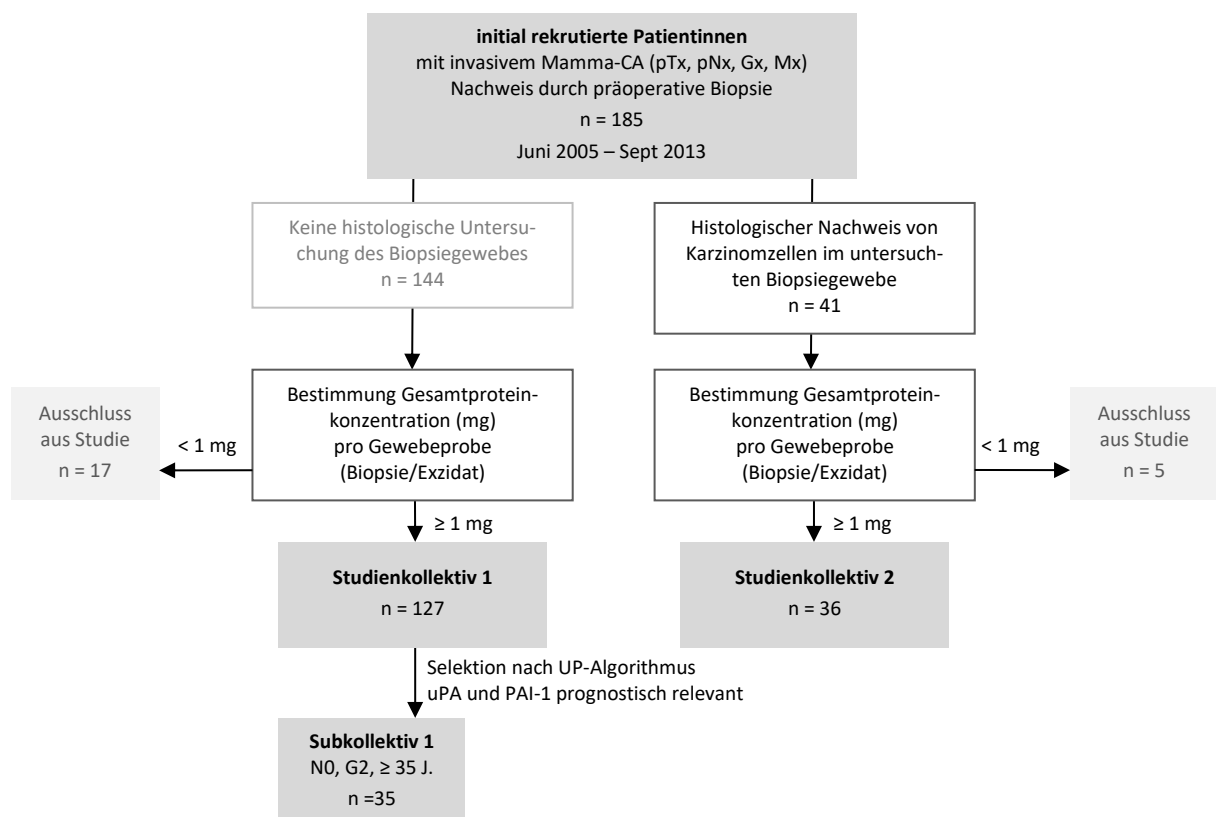 initial rekrutierte Patientinnen
mit invasivem Mamma-CA (pTx, pNx, Gx, Mx)
Nachweis durch präoperative Biopsie
n = 185
Juni 2005 – Sept 2013
Keine histologische Untersu-
chung des Biopsiegewebes
n = 144
Histologischer Nachweis von
Karzinomzellen im untersuch-
ten Biopsiegewebe
n = 41
Ausschluss
aus Studie
n = 17
< 1 mg
Bestimmung Gesamtprotein-
konzentration (mg)
pro Gewebeprobe
(Biopsie/Exzidat)
Bestimmung Gesamtprotein-
konzentration (mg)
pro Gewebeprobe
(Biopsie/Exzidat)
< 1 mg
Ausschluss
aus Studie
n = 5
≥ 1 mg
≥ 1 mg
Studienkollektiv 1
n = 127
Studienkollektiv 2
n = 36
Selektion nach UP-Algorithmus
uPA und PAI-1 prognostisch relevant
Subkollektiv 1
N0, G2, ≥ 35 J.
n =35